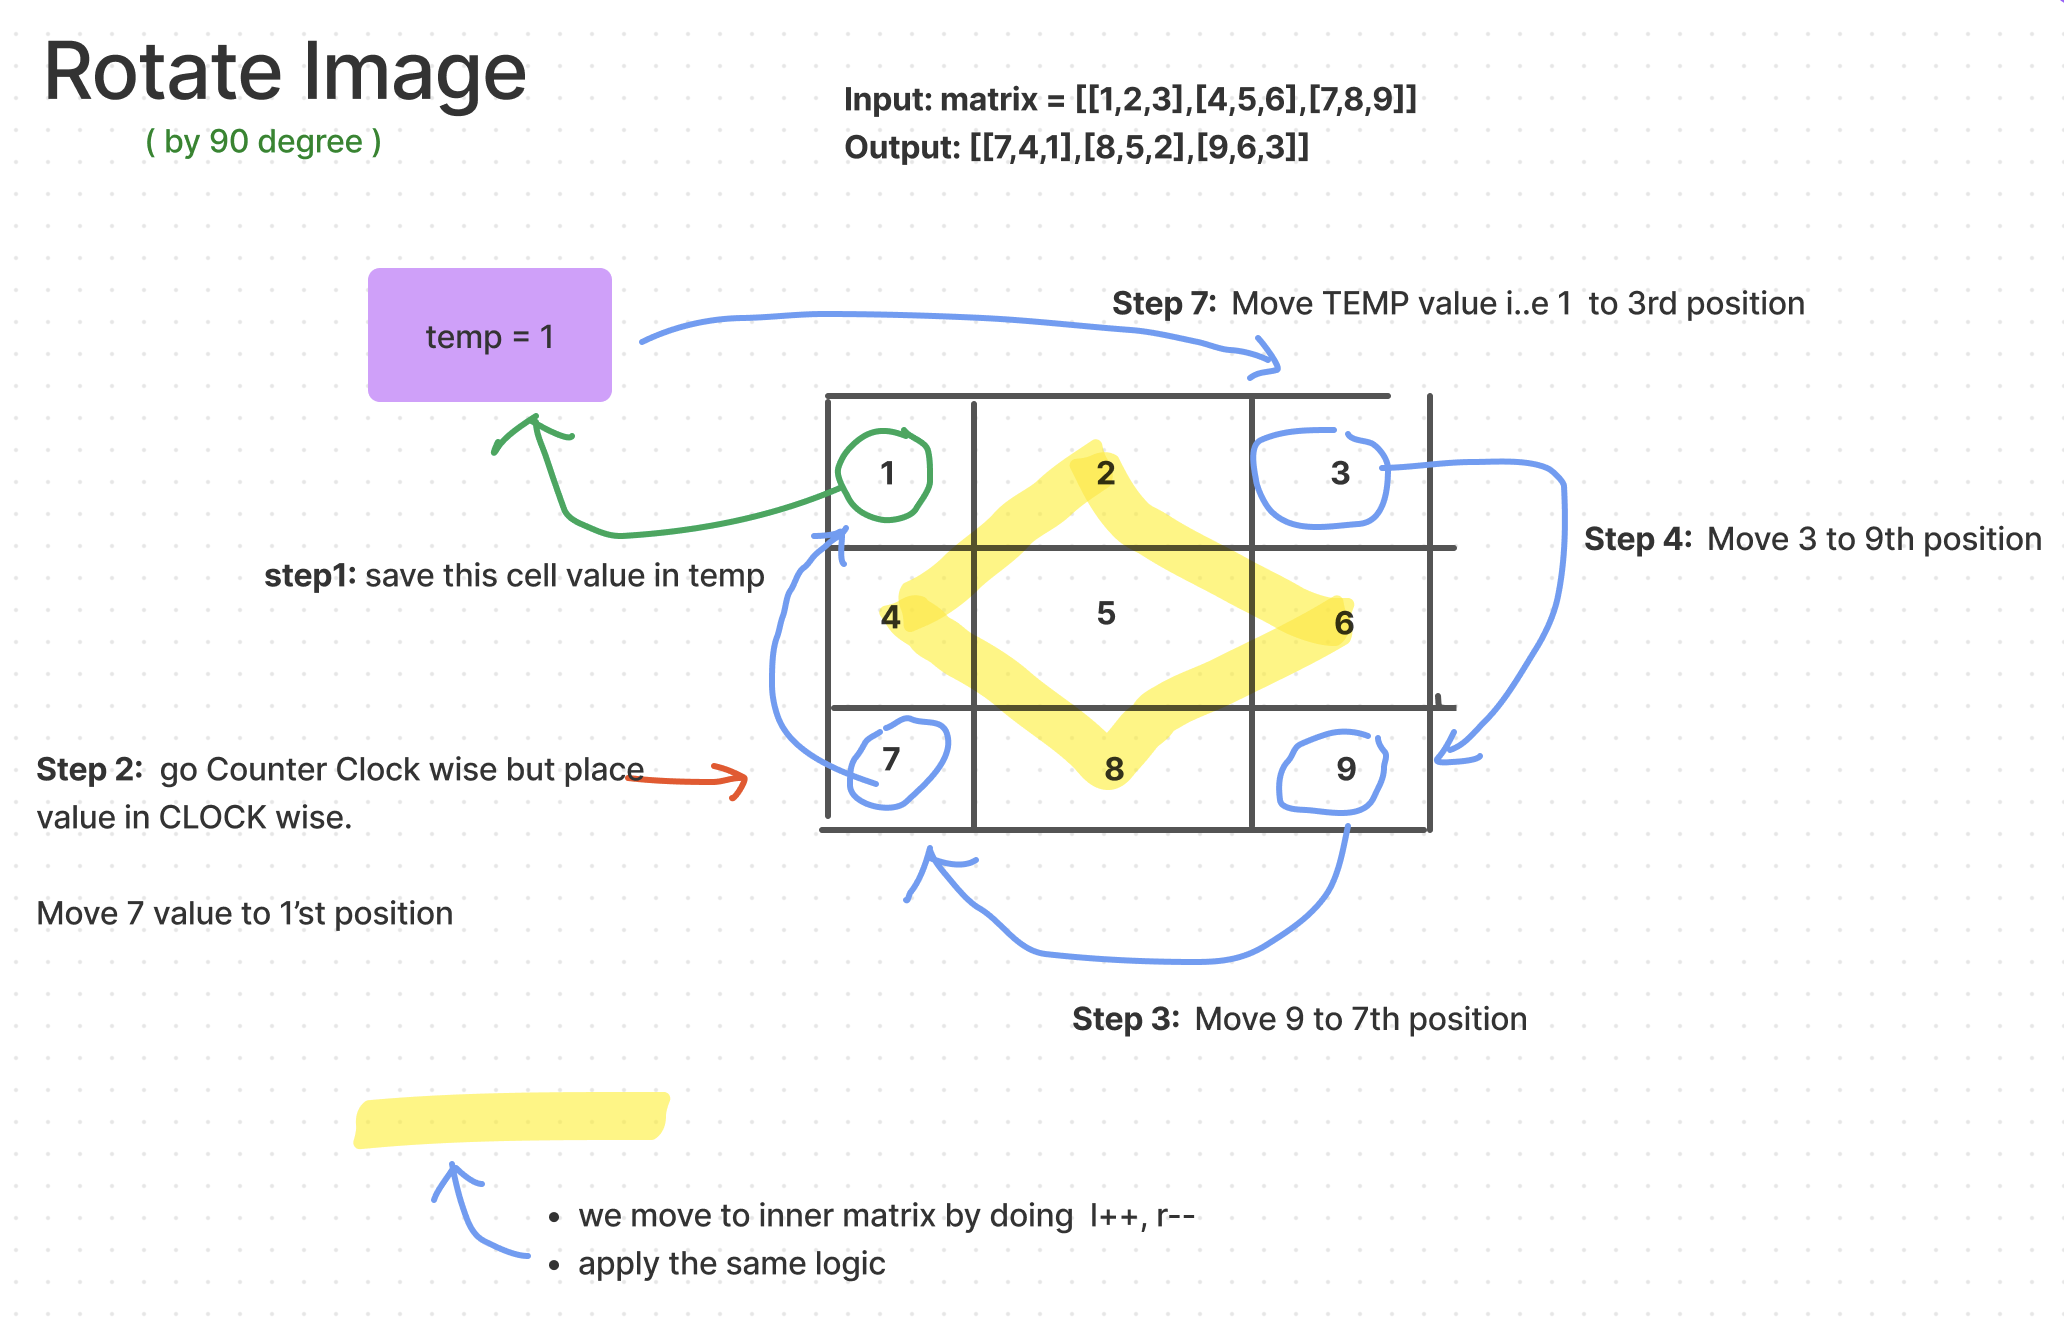 Rotate Image
( by 90 degree )
Input: matrix = [[1,2,3],[4,5,6],[7,8,9]]
Output: [[7,4,1],[8,5,2],[9,6,3]]
Step 7: Move TEMP value i..e 1 to 3rd position
temp = 1
1 2 3
Step 4: Move 3 to 9th position
step1: save this cell value in temp
4 5 6
7 8 9
Step 2: go Counter Clock wise but place
value in CLOCK wise.
Move 7 value to 1’st position
Step 3: Move 9 to 7th position
• we move to inner matrix by doing l++, r--
• apply the same logic